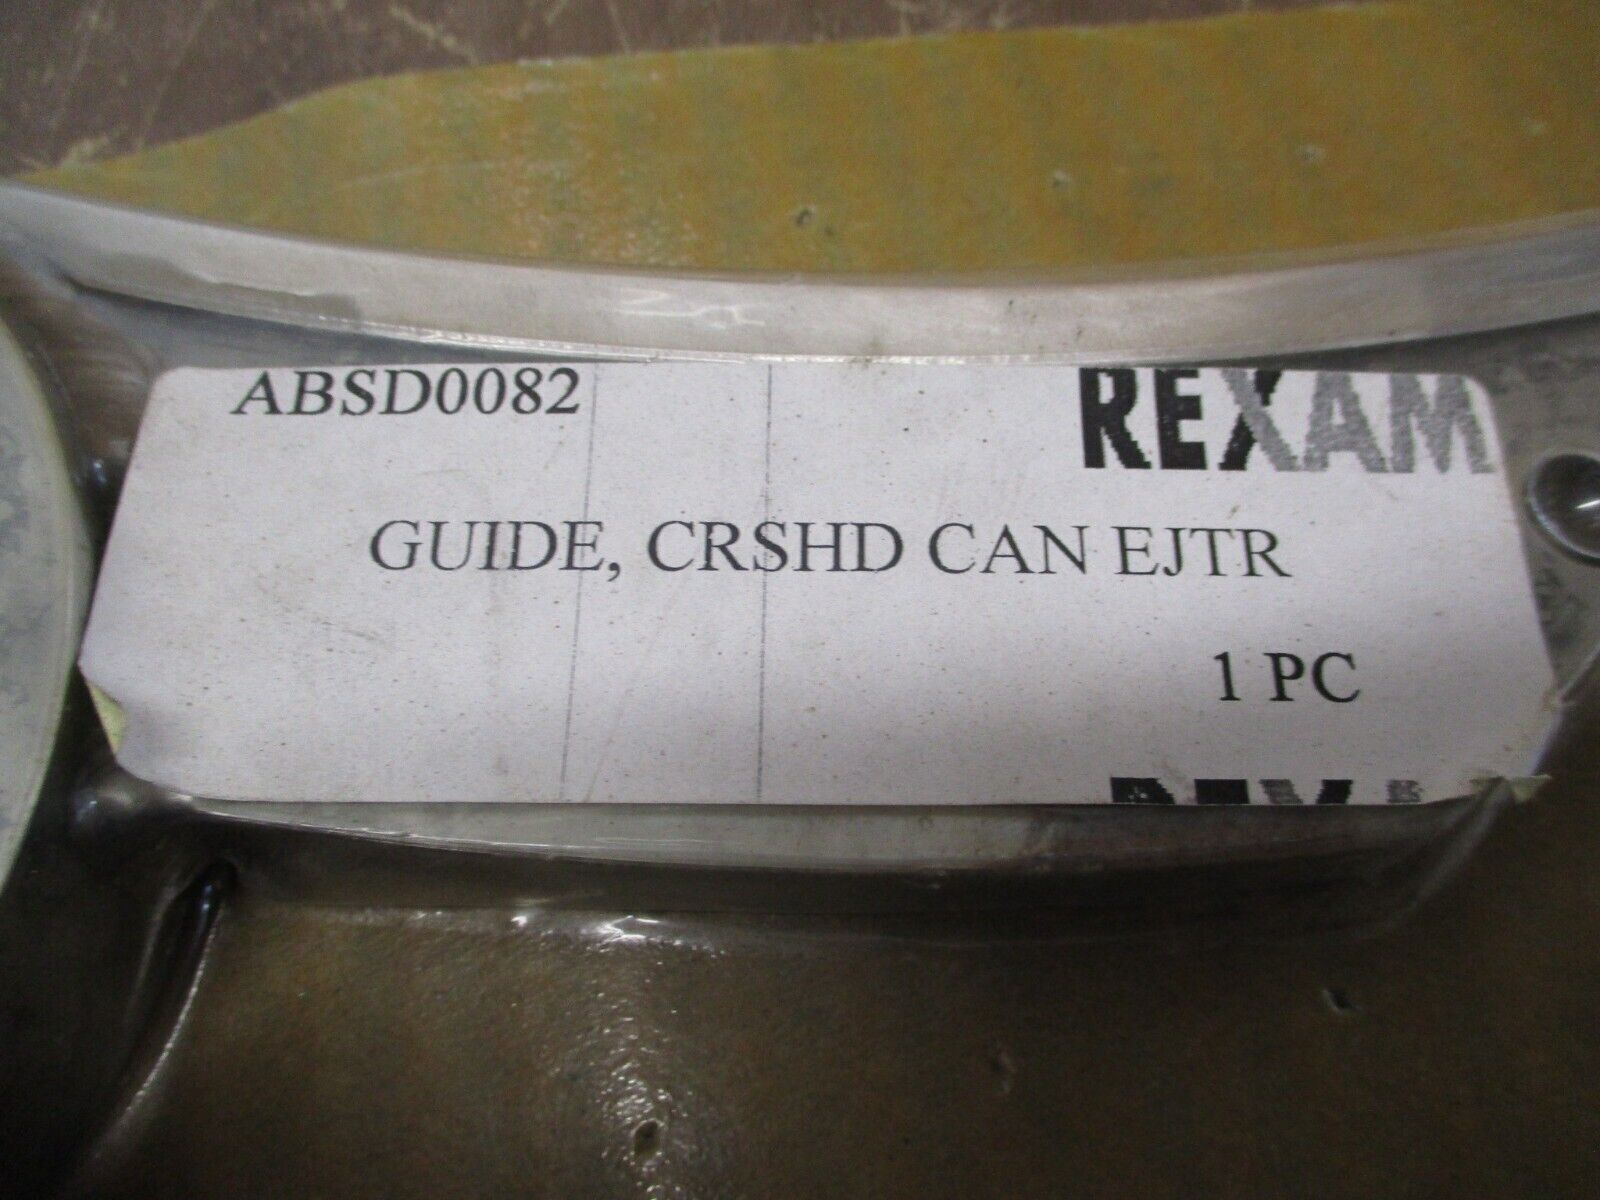 ABSD0082 REXAM
GUIDE, CRSHD CAN EJTR
1 PC